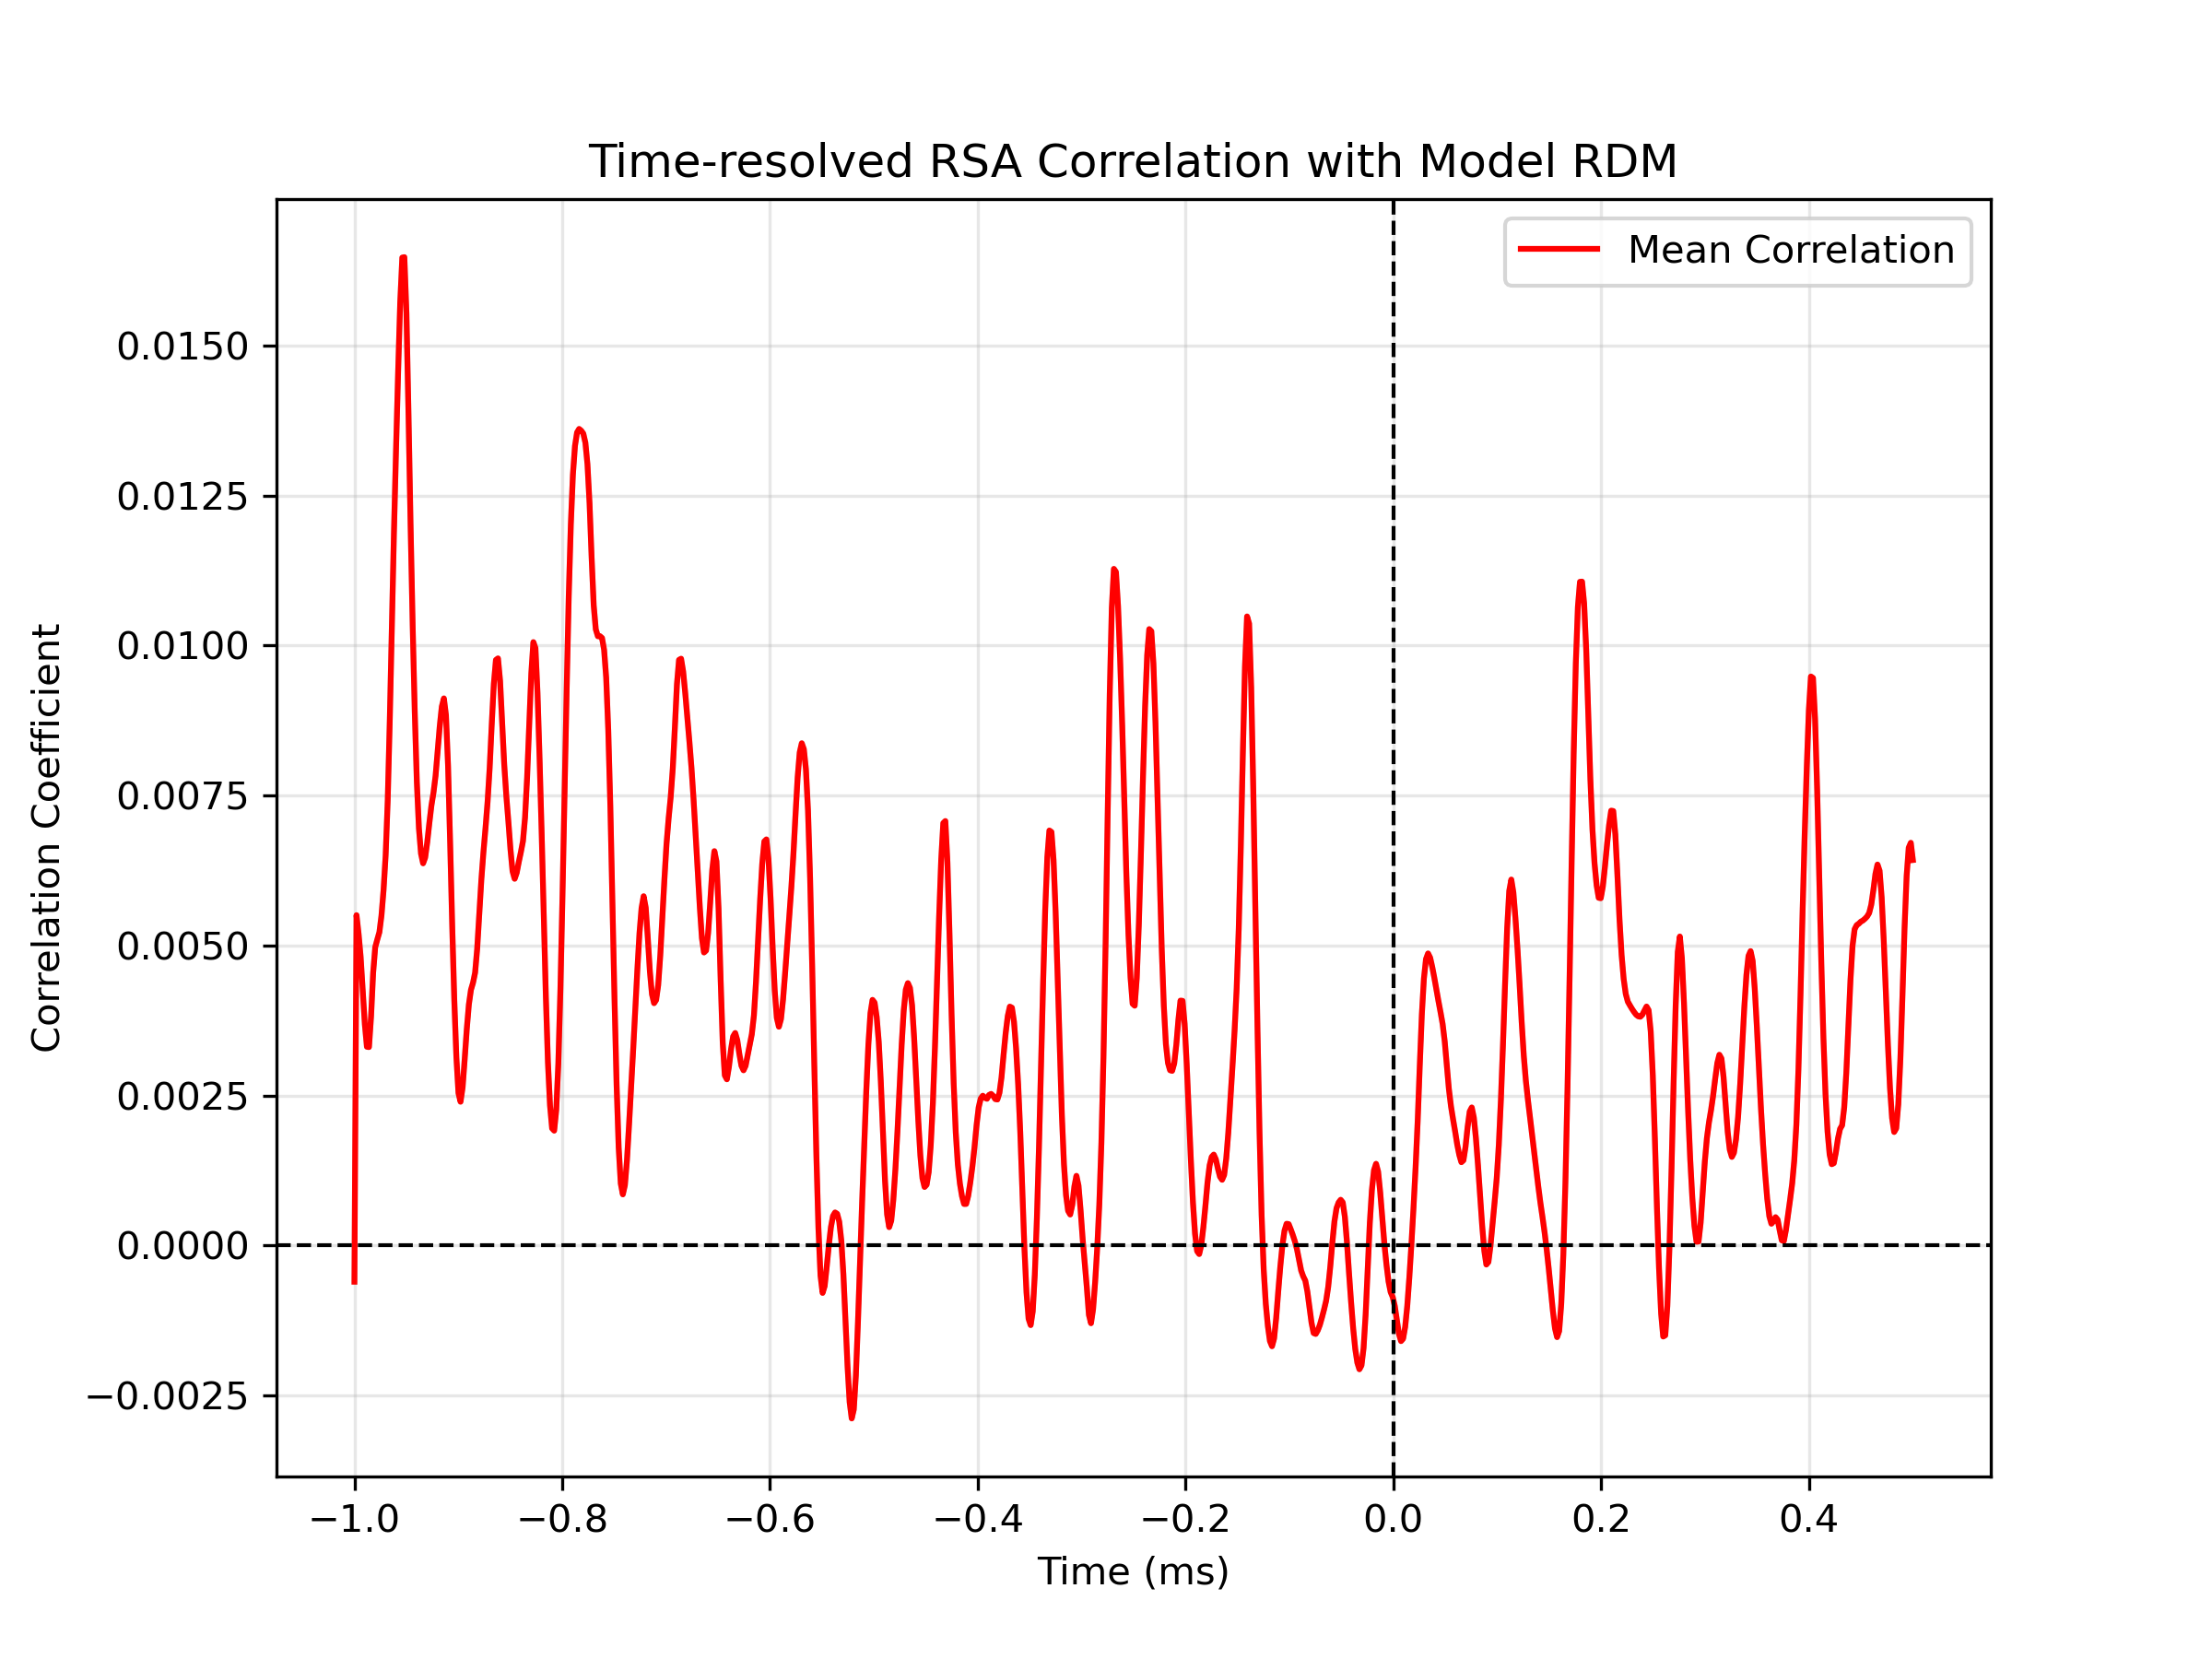 Time-resolved RSA Correlation with Model RDM
Mean Correlation
Correlation Coefficient
0.0150
0.0125
0.0100
0.0075
0.0050
0.0025
0.0000
−0.0025
−1.0 −0.8 −0.6 −0.4 −0.2 0.0 0.2 0.4
Time (ms)